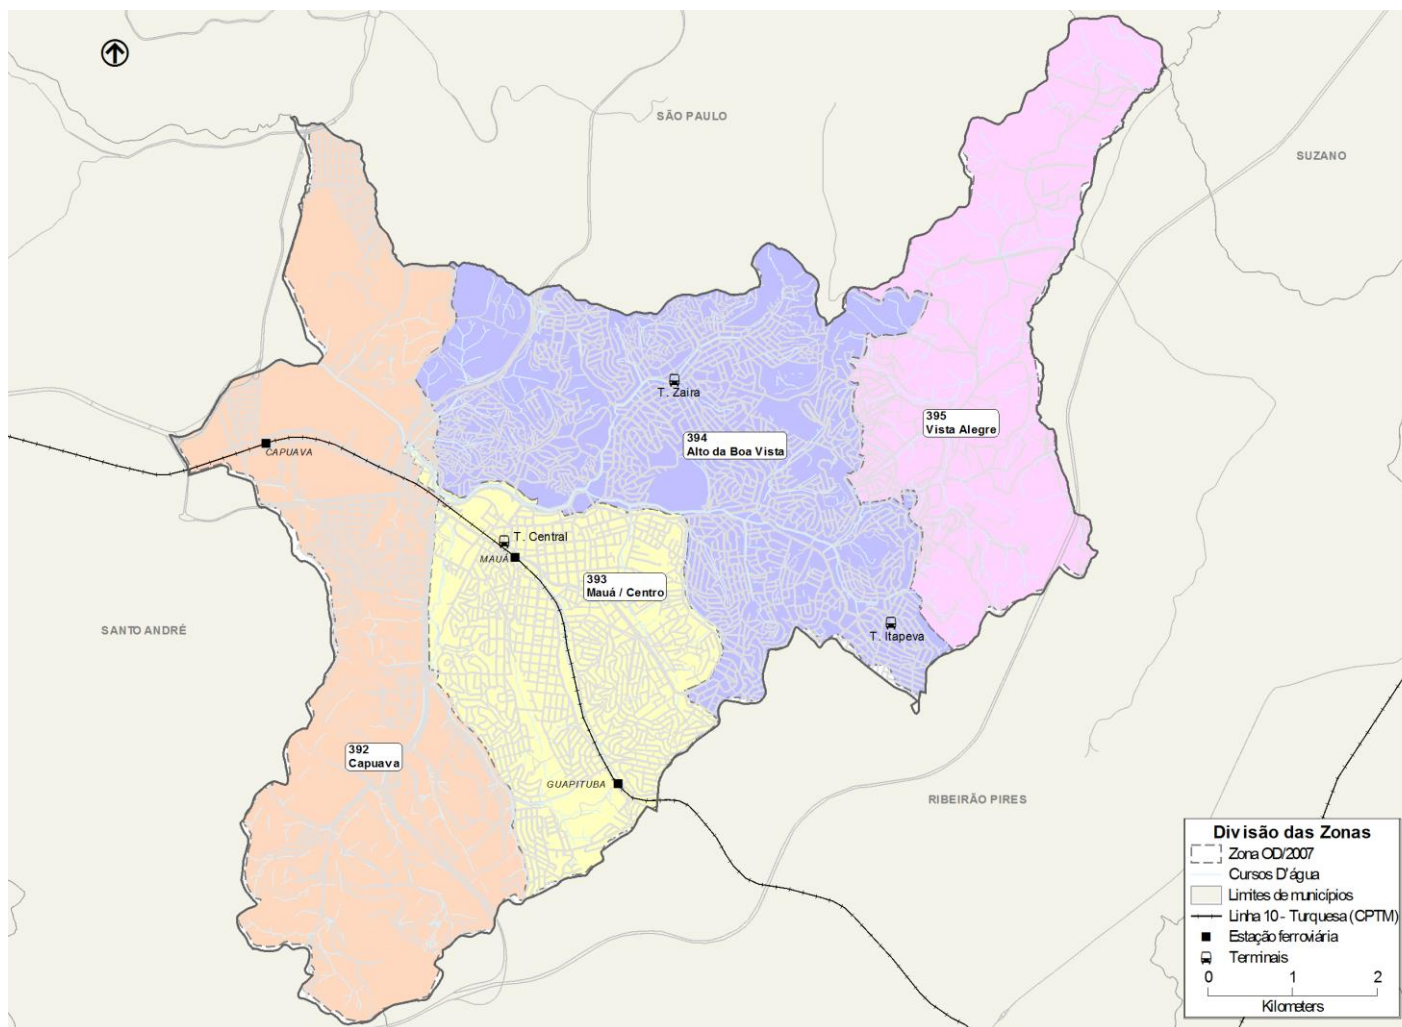 SÃO PAULO
SUZANO
T. Zaira
395
Vista Alegre
394
Alto da Boa Vista
CAPUAVA
T. Central
MAUÁ
393
Mauá / Centro
SANTO ANDRÉ
T. Itapeva
392
Capuava
GUAPITUBA
RIBEIRÃO PIRES
Divisão das Zonas
Zona OD/2007
Cursos D'água
Limites de municípios
Linha 10 - Turquesa (CPTM)
Estação ferroviária
Terminais
0 1 2
Kilometers